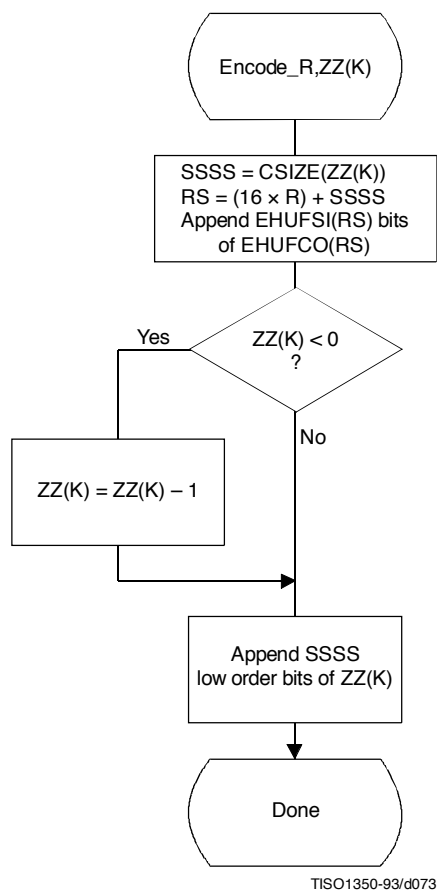 Encode_R,ZZ(K)
SSSS = CSIZE(ZZ(K))
RS = (16 × R) + SSSS
Append EHUFSI(RS) bits
of EHUFCO(RS)
Yes
ZZ(K) < 0
?
No
ZZ(K) = ZZ(K) – 1
Append SSSS
low order bits of ZZ(K)
Done
TISO1350-93/d073